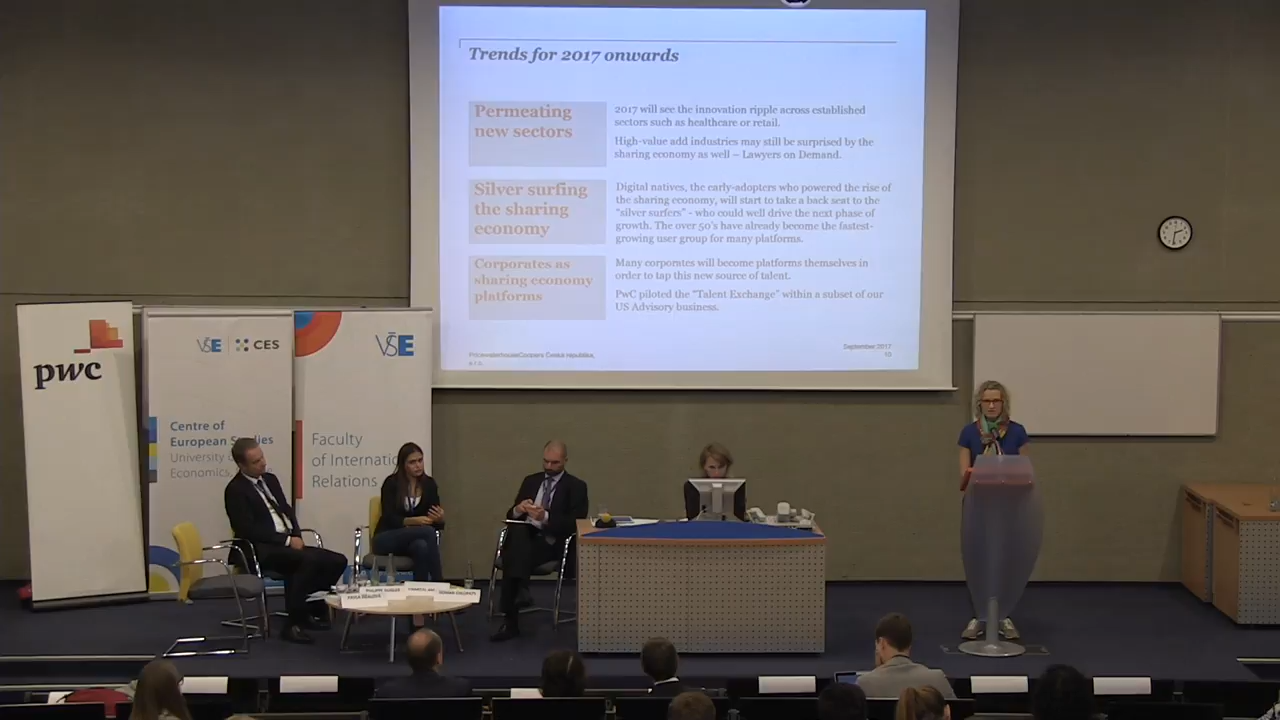 Trends for 2017 onwards
Permeating
new sectors
2017 will see the innovation ripple across established
sectors such as healthcare or retail.
High-value add industries may still be surprised by the
sharing economy as well – Lawyers on Demand.
Silver surfing
the sharing
economy
Digital natives, the early-adopters who powered the rise of
the sharing economy, will start to take a back seat to the
“silver surfers” - who could well drive the next phase of
growth. The over 50's have already become the fastest-
growing user group for many platforms.
Corporates as
sharing economy
platforms
Many corporates will become platforms themselves in
order to tap this new source of talent.
PwC piloted the “Talent Exchange” within a subset of our
US Advisory business.
PricewaterhouseCoopers Česká republika,
s.r.o.
September 2017
10
pwc
VŠE
CES
Centre of
European Studies
University
Economics,
VŠE
Faculty
of Internatio
Relations